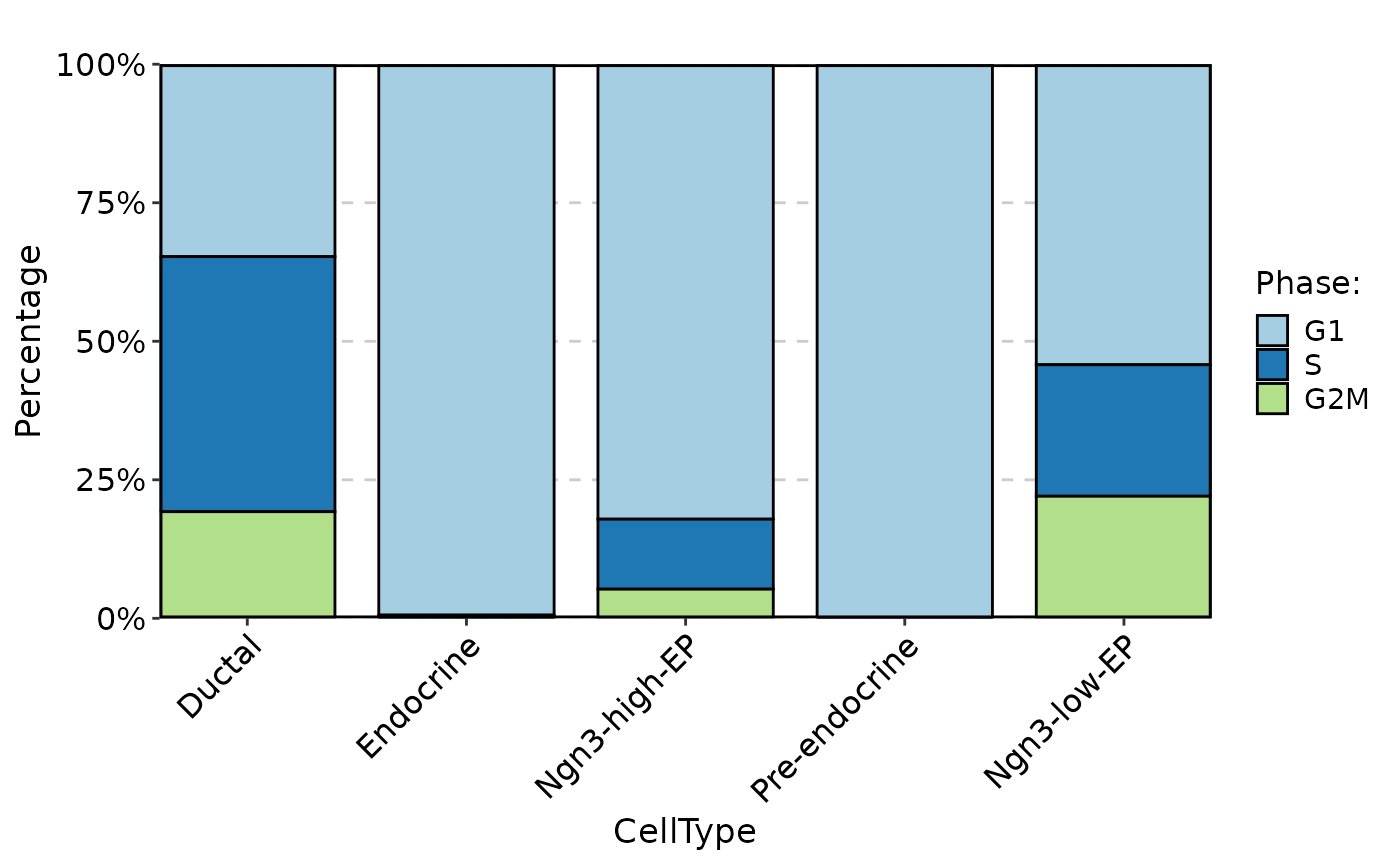 100%
75%
50%
25%
0%
Percentage
Ductal
Endocrine
Ngn3-high-EP
Pre-endocrine
Ngn3-low-EP
CellType
Phase:
G1
S
G2M